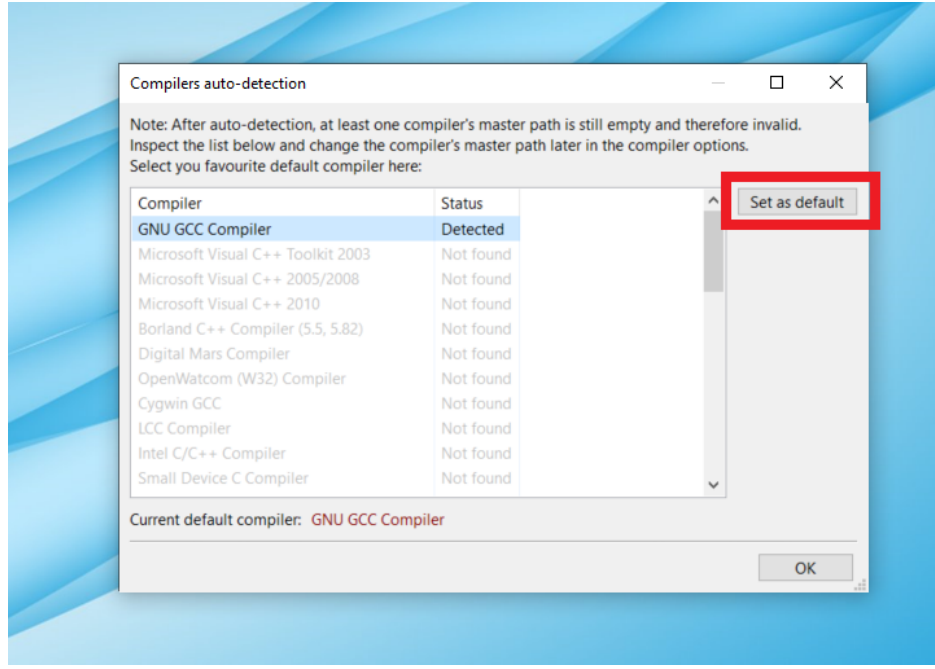 Compilers auto-detection
Note: After auto-detection, at least one compiler's master path is still empty and therefore invalid.
Inspect the list below and change the compiler's master path later in the compiler options.
Select you favourite default compiler here:
Compiler Status
Set as default
GNU GCC Compiler Detected
Microsoft Visual C++ Toolkit 2003 Not found
Microsoft Visual C++ 2005/2008 Not found
Microsoft Visual C++ 2010 Not found
Borland C++ Compiler (5.5, 5.82) Not found
Digital Mars Compiler Not found
OpenWatcom (W32) Compiler Not found
Cygwin GCC Not found
LCC Compiler Not found
Intel C/C++ Compiler Not found
Small Device C Compiler Not found
Current default compiler: GNU GCC Compiler
OK